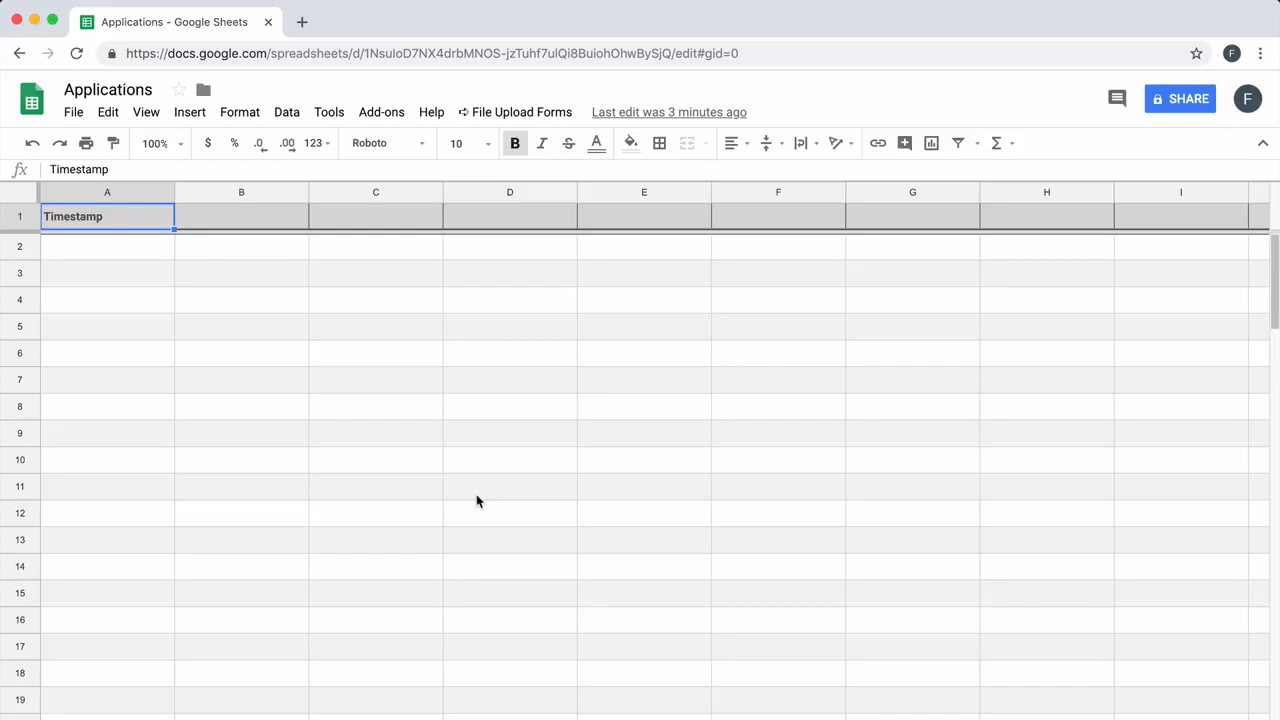 Applications - Google Sheets
https://docs.google.com/spreadsheets/d/1NsuIoD7NX4drbMNOS-jzTuhf7ulQi8BuiohOhwBySjQ/edit#gid=0 F
Applications
File Edit View Insert Format Data Tools Add-ons Help File Upload Forms Last edit was 3 minutes ago SHARE F
100% $ % .0 .00 123 Roboto 10 B I S A Σ
fx Timestamp
A B C D E F G H I
1 Timestamp
2
3
4
5
6
7
8
9
10
11
12
13
14
15
16
17
18
19